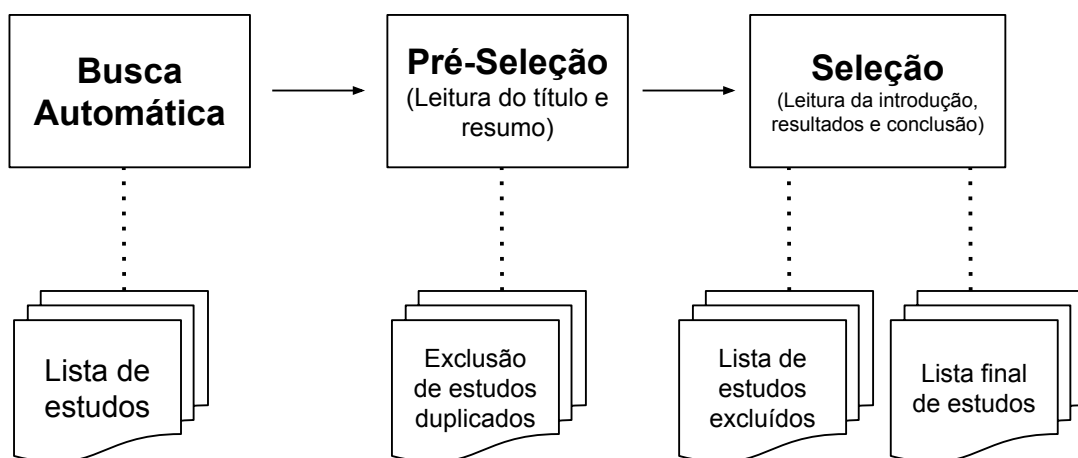 Busca
Automática
Pré-Seleção
(Leitura do título e
resumo)
Seleção
(Leitura da introdução,
resultados e conclusão)
Lista de
estudos
Exclusão
de estudos
duplicados
Lista de
estudos
excluídos
Lista final
de estudos